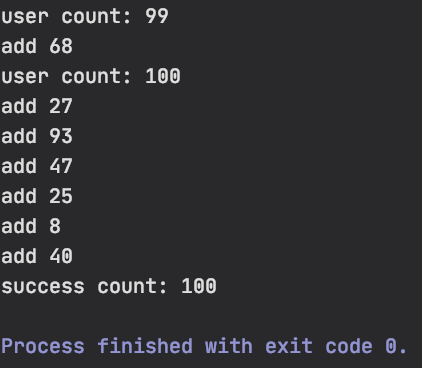 user count: 99
add 68
user count: 100
add 27
add 93
add 47
add 25
add 8
add 40
success count: 100
Process finished with exit code 0.